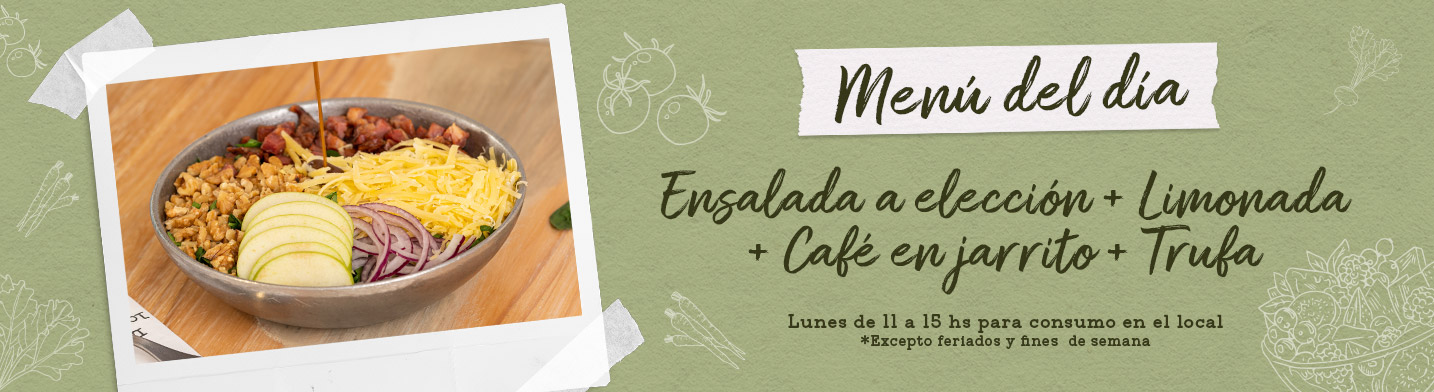 Menú del día
Ensalada a elección + Limonada
+ Café en jarrito + Trufa
Lunes de 11 a 15 hs para consumo en el local
*Excepto feriados y fines de semana